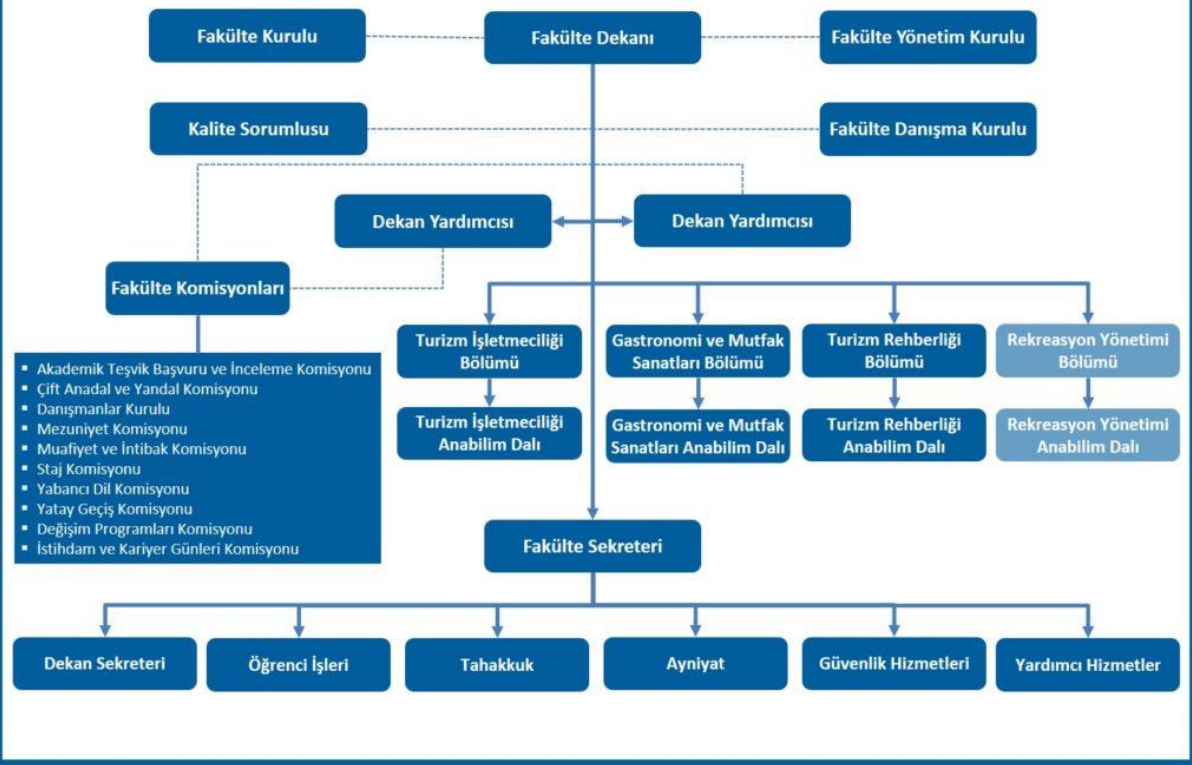 Fakülte Kurulu
Fakülte Dekanı
Fakülte Yönetim Kurulu
Kalite Sorumlusu
Fakülte Danışma Kurulu
Dekan Yardımcısı
Dekan Yardımcısı
Fakülte Komisyonları
▪ Akademik Teşvik Başvuru ve İnceleme Komisyonu
▪ Çift Anadal ve Yandal Komisyonu
▪ Danışmanlar Kurulu
▪ Mezuniyet Komisyonu
▪ Muafiyet ve İntibak Komisyonu
▪ Staj Komisyonu
▪ Yabancı Dil Komisyonu
▪ Yatay Geçiş Komisyonu
▪ Değişim Programları Komisyonu
▪ İstihdam ve Kariyer Günleri Komisyonu
Turizm İşletmeciliği
Bölümü
Gastronomi ve Mutfak
Sanatları Bölümü
Turizm Rehberliği
Bölümü
Rekreasyon Yönetimi
Bölümü
Turizm İşletmeciliği
Anabilim Dalı
Gastronomi ve Mutfak
Sanatları Anabilim Dalı
Turizm Rehberliği
Anabilim Dalı
Rekreasyon Yönetimi
Anabilim Dalı
Fakülte Sekreteri
Dekan Sekreteri
Öğrenci İşleri
Tahakkuk
Ayniyat
Güvenlik Hizmetleri
Yardımcı Hizmetler